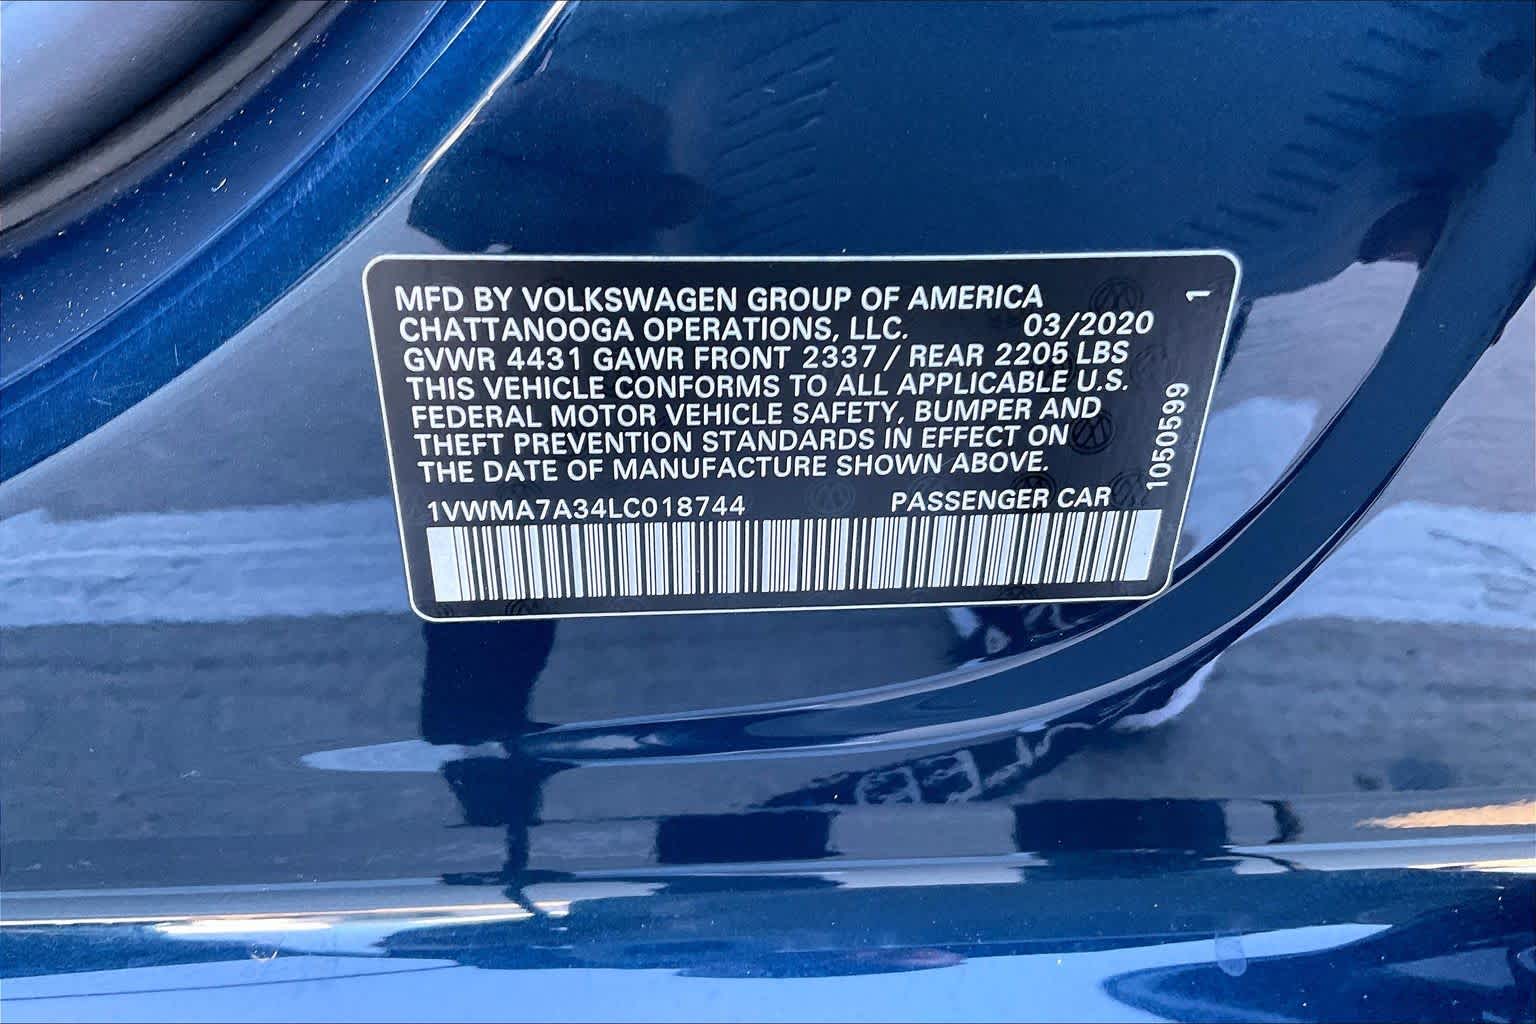 MFD BY VOLKSWAGEN GROUP OF AMERICA
CHATTANOOGA OPERATIONS, LLC. 03/2020
GVWR 4431 GAWR FRONT 2337 / REAR 2205 LBS
THIS VEHICLE CONFORMS TO ALL APPLICABLE U.S.
FEDERAL MOTOR VEHICLE SAFETY, BUMPER AND
THEFT PREVENTION STANDARDS IN EFFECT ON
THE DATE OF MANUFACTURE SHOWN ABOVE.
1VWMA7A34LC018744 PASSENGER CAR
1050599
1